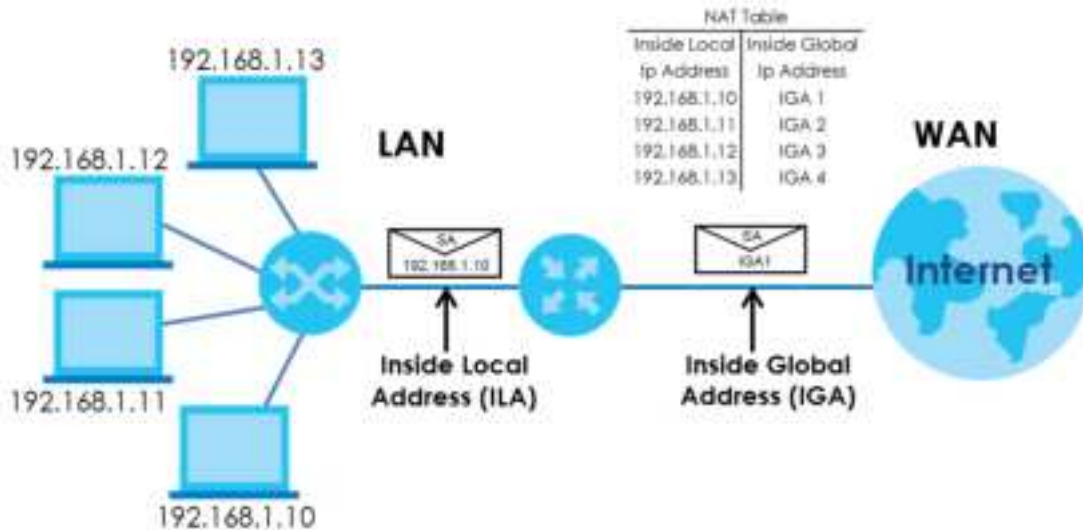 NAT Table
Inside Local Inside Global
Ip Address Ip Address
192.168.1.10 IGA 1
192.168.1.11 IGA 2
192.168.1.12 IGA 3
192.168.1.13 IGA 4
192.168.1.13
LAN
WAN
192.168.1.12
SA
192.168.1.10
SA
IGA1
Internet
Inside Local
Address (ILA)
Inside Global
Address (IGA)
192.168.1.11
192.168.1.10